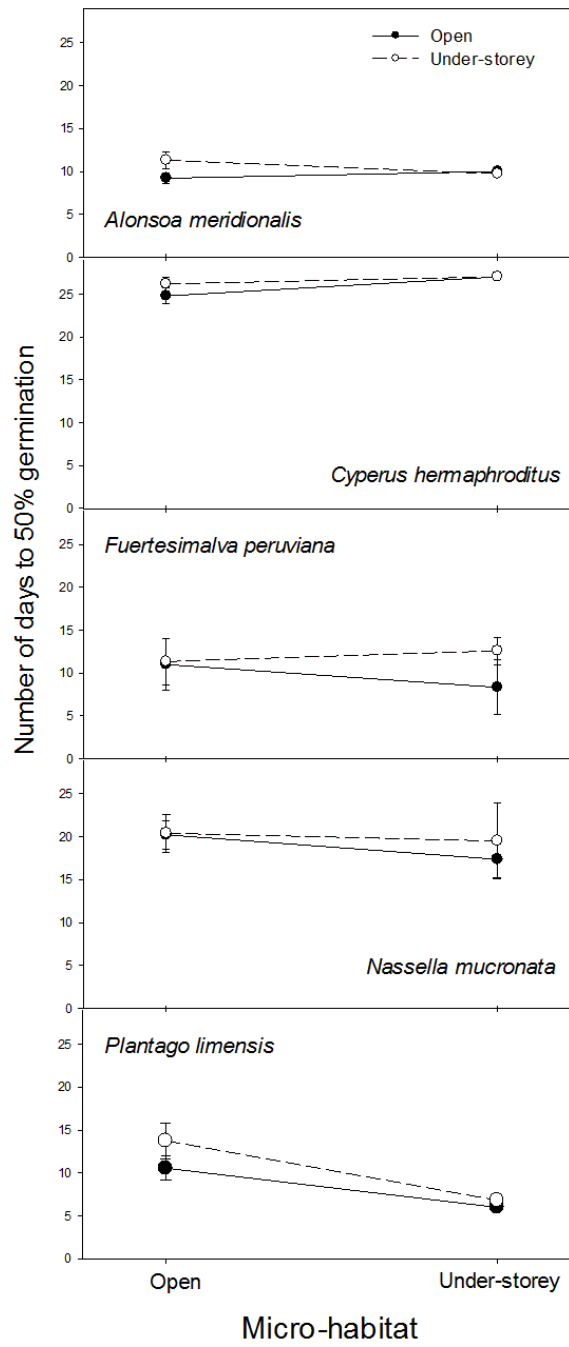 Number of days to 50% germination
25
20
15
10
5
0
Open
Under-storey
Alonsoa meridionalis
25
20
15
10
5
0
Cyperus hermaphroditus
25
20
15
10
5
0
Fuertesimalva peruviana
25
20
15
10
5
0
Nassella mucronata
25
20
15
10
5
0
Plantago limensis
Open
Under-storey
Micro-habitat